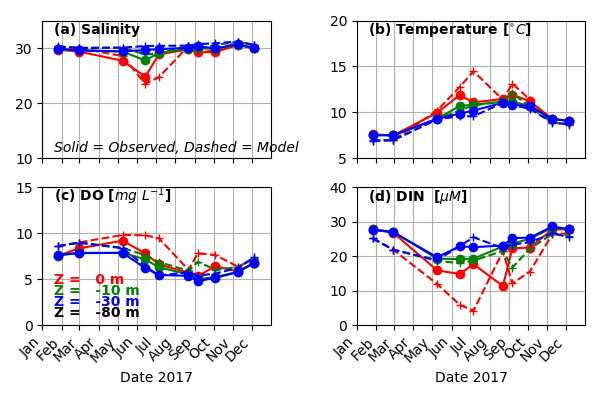 (a) Salinity
30
20
10
Solid = Observed, Dashed = Model
(b) Temperature [°C]
20
15
10
5
(c) DO [mg L⁻¹]
15
10
5
0
Z = 0 m
Z = -10 m
Z = -30 m
Z = -80 m
Jan Feb Mar Apr May Jun Jul Aug Sep Oct Nov Dec
Date 2017
(d) DIN [μM]
40
30
20
10
0
Jan Feb Mar Apr May Jun Jul Aug Sep Oct Nov Dec
Date 2017